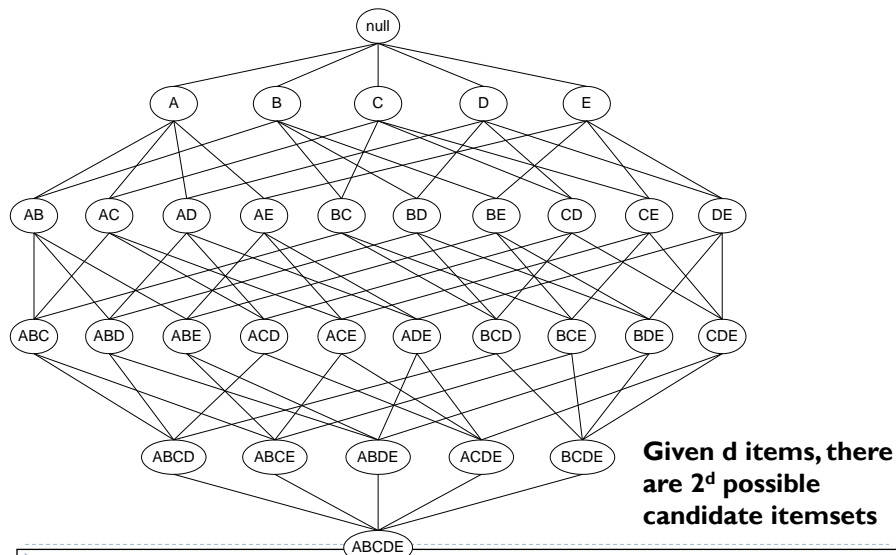 null
A B C D E
AB AC AD AE BC BD BE CD CE DE
ABC ABD ABE ACD ACE ADE BCD BCE BDE CDE
ABCD ABCE ABDE ACDE BCDE
Given d items, there
are 2ᵈ possible
candidate itemsets
ABCDE